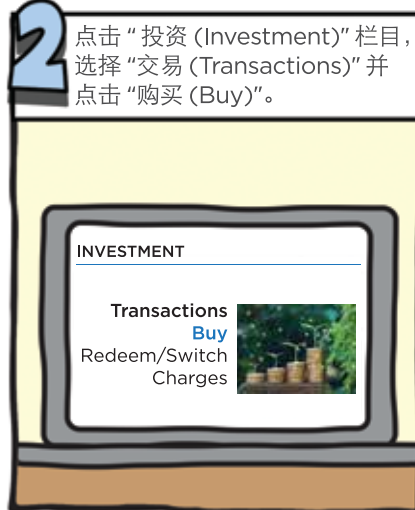 2
点击 “ 投资 (Investment)” 栏目，
选择 “交易 (Transactions)” 并
点击 “购买 (Buy)”。
INVESTMENT
Transactions
Buy
Redeem/Switch
Charges